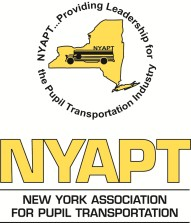 NYAPT...Providing Leadership for
the Pupil Transportation Industry
NYAPT
NYAPT
NEW YORK ASSOCIATION
FOR PUPIL TRANSPORTATION